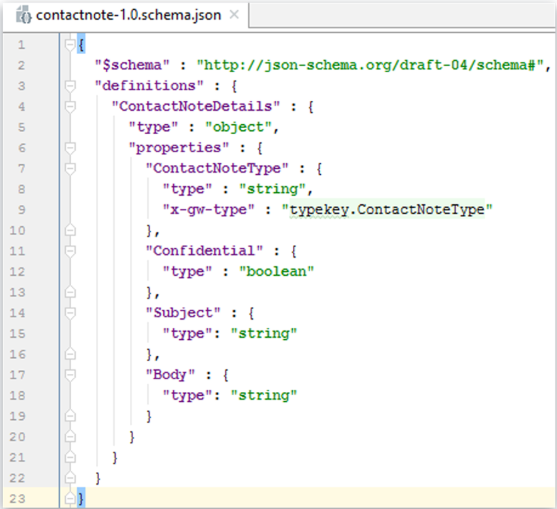 contactnote-1.0.schema.json
1 {
2 "$schema" : "http://json-schema.org/draft-04/schema#",
3 "definitions" : {
4 "ContactNoteDetails" : {
5 "type" : "object",
6 "properties" : {
7 "ContactNoteType" : {
8 "type" : "string",
9 "x-gw-type" : "typekey.ContactNoteType"
10 },
11 "Confidential" : {
12 "type" : "boolean"
13 },
14 "Subject" : {
15 "type": "string"
16 },
17 "Body" : {
18 "type": "string"
19 }
20 }
21 }
22 }
23 }